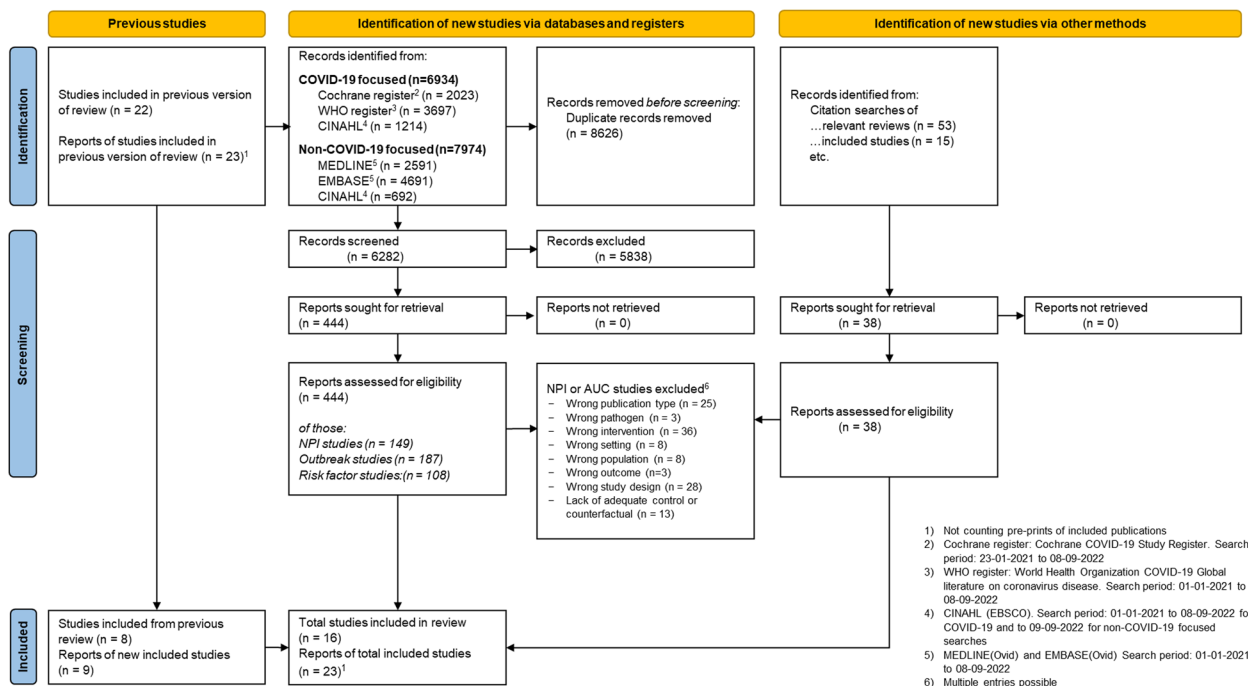 Previous studies
Identification of new studies via databases and registers
Identification of new studies via other methods
Identification
Studies included in previous version
of review (n = 22)
Reports of studies included in
previous version of review (n = 23)¹
Records identified from:
COVID-19 focused (n=6934)
Cochrane register² (n = 2023)
WHO register³ (n = 3697)
CINAHL⁴ (n = 1214)
Non-COVID-19 focused (n=7974)
MEDLINE⁵ (n = 2591)
EMBASE⁵ (n = 4691)
CINAHL⁴ (n =692)
Records removed before screening:
Duplicate records removed
(n = 8626)
Records identified from:
Citation searches of
...relevant reviews (n = 53)
...included studies (n = 15)
etc.
Screening
Records screened
(n = 6282)
Records excluded
(n = 5838)
Reports sought for retrieval
(n = 444)
Reports not retrieved
(n = 0)
Reports sought for retrieval
(n = 38)
Reports not retrieved
(n = 0)
Reports assessed for eligibility
(n = 444)
of those:
NPI studies (n = 149)
Outbreak studies (n = 187)
Risk factor studies:(n = 108)
NPI or AUC studies excluded⁶
– Wrong publication type (n = 25)
– Wrong pathogen (n = 3)
– Wrong intervention (n = 36)
– Wrong setting (n = 8)
– Wrong population (n = 8)
– Wrong outcome (n=3)
– Wrong study design (n = 28)
– Lack of adequate control or
counterfactual (n = 13)
Reports assessed for eligibility
(n = 38)
Included
Studies included from previous
review (n = 8)
Reports of new included studies
(n = 9)
Total studies included in review
(n = 16)
Reports of total included studies
(n = 23)¹
1) Not counting pre-prints of included publications
2) Cochrane register: Cochrane COVID-19 Study Register. Search
period: 23-01-2021 to 08-09-2022
3) WHO register: World Health Organization COVID-19 Global
literature on coronavirus disease. Search period: 01-01-2021 to
08-09-2022
4) CINAHL (EBSCO). Search period: 01-01-2021 to 08-09-2022 for
COVID-19 and to 09-09-2022 for non-COVID-19 focused
searches
5) MEDLINE(Ovid) and EMBASE(Ovid) Search period: 01-01-2021
to 08-09-2022
6) Multiple entries possible